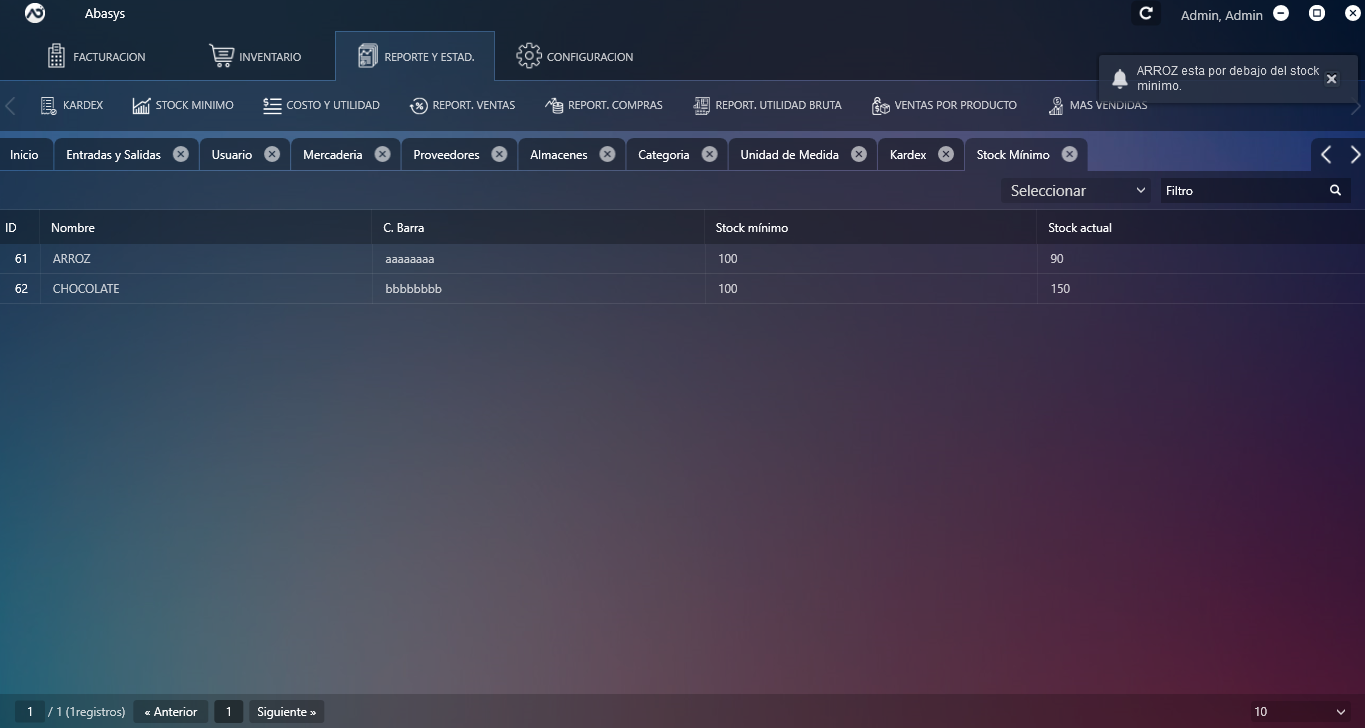 Abasys
Admin, Admin
FACTURACION INVENTARIO REPORTE Y ESTAD. CONFIGURACION
ARROZ esta por debajo del stock
minimo.
KARDEX STOCK MINIMO COSTO Y UTILIDAD REPORT. VENTAS REPORT. COMPRAS REPORT. UTILIDAD BRUTA VENTAS POR PRODUCTO MAS VENDIDAS
Inicio Entradas y Salidas Usuario Mercaderia Proveedores Almacenes Categoria Unidad de Medida Kardex Stock Mínimo
Seleccionar Filtro
ID Nombre C. Barra Stock mínimo Stock actual
61 ARROZ aaaaaaaa 100 90
62 CHOCOLATE bbbbbbbb 100 150
1 / 1 (1registros) « Anterior 1 Siguiente » 10